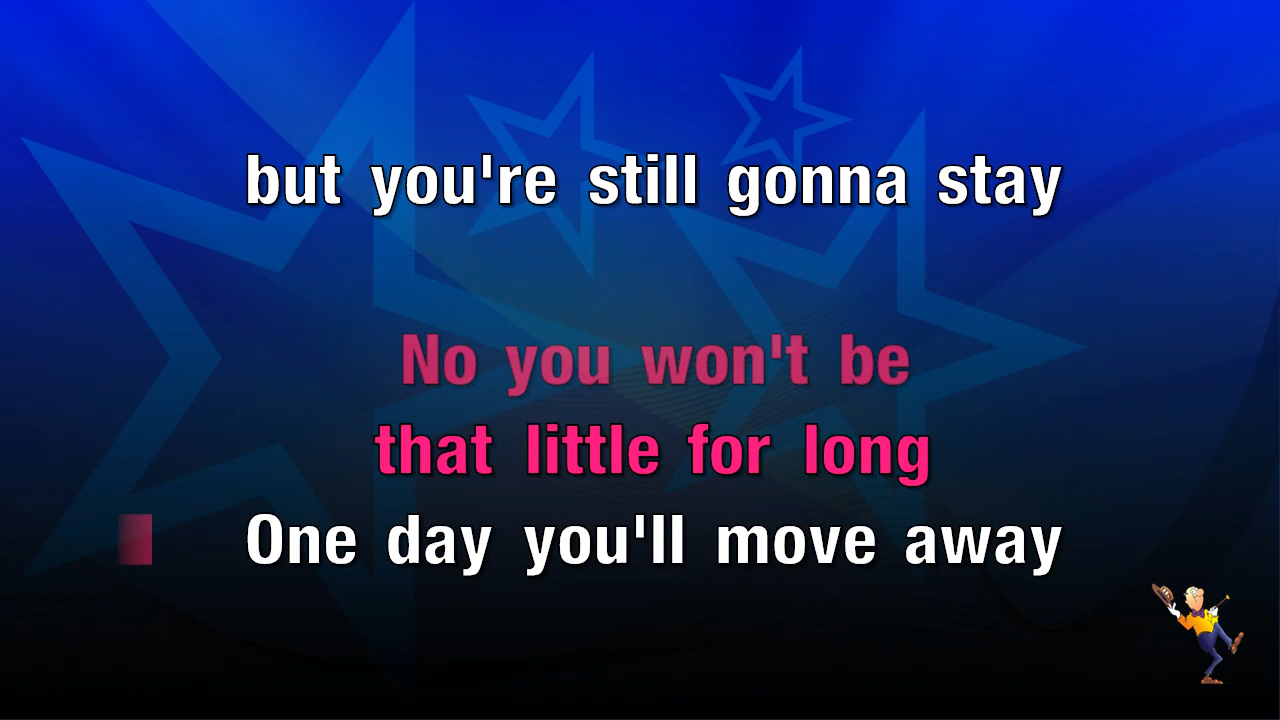 but you're still gonna stay
No you won't be
that little for long
One day you'll move away